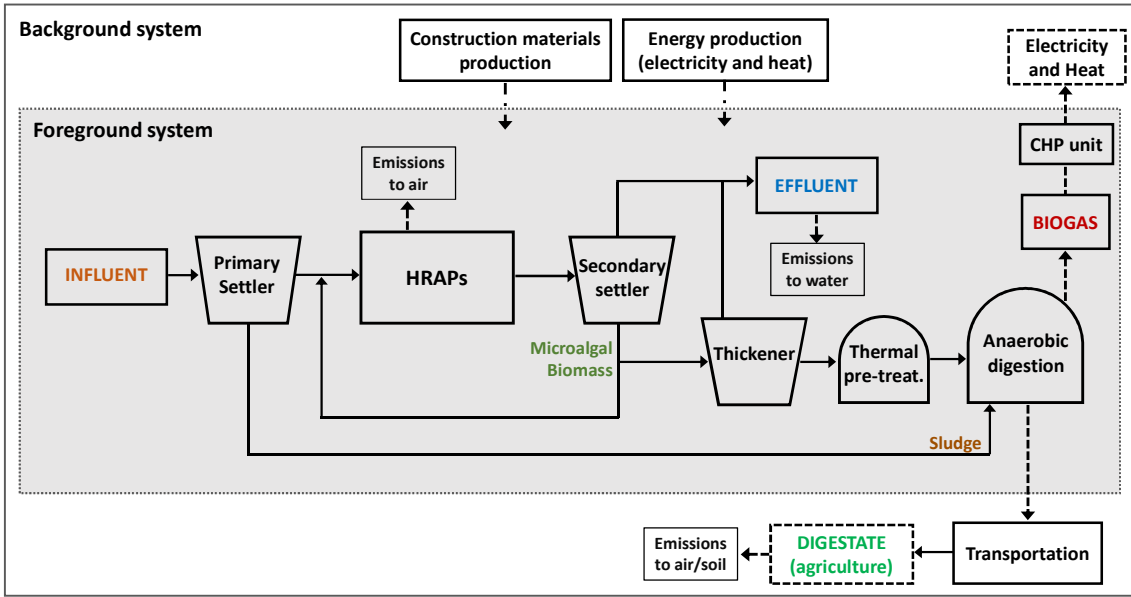 Background system
Construction materials
production
Energy production
(electricity and heat)
Electricity
and Heat
Foreground system
CHP unit
Emissions
to air
EFFLUENT
BIOGAS
INFLUENT
Primary
Settler
HRAPs
Secondary
settler
Emissions
to water
Microalgal
Biomass
Thickener
Thermal
pre-treat.
Anaerobic
digestion
Sludge
Emissions
to air/soil
DIGESTATE
(agriculture)
Transportation